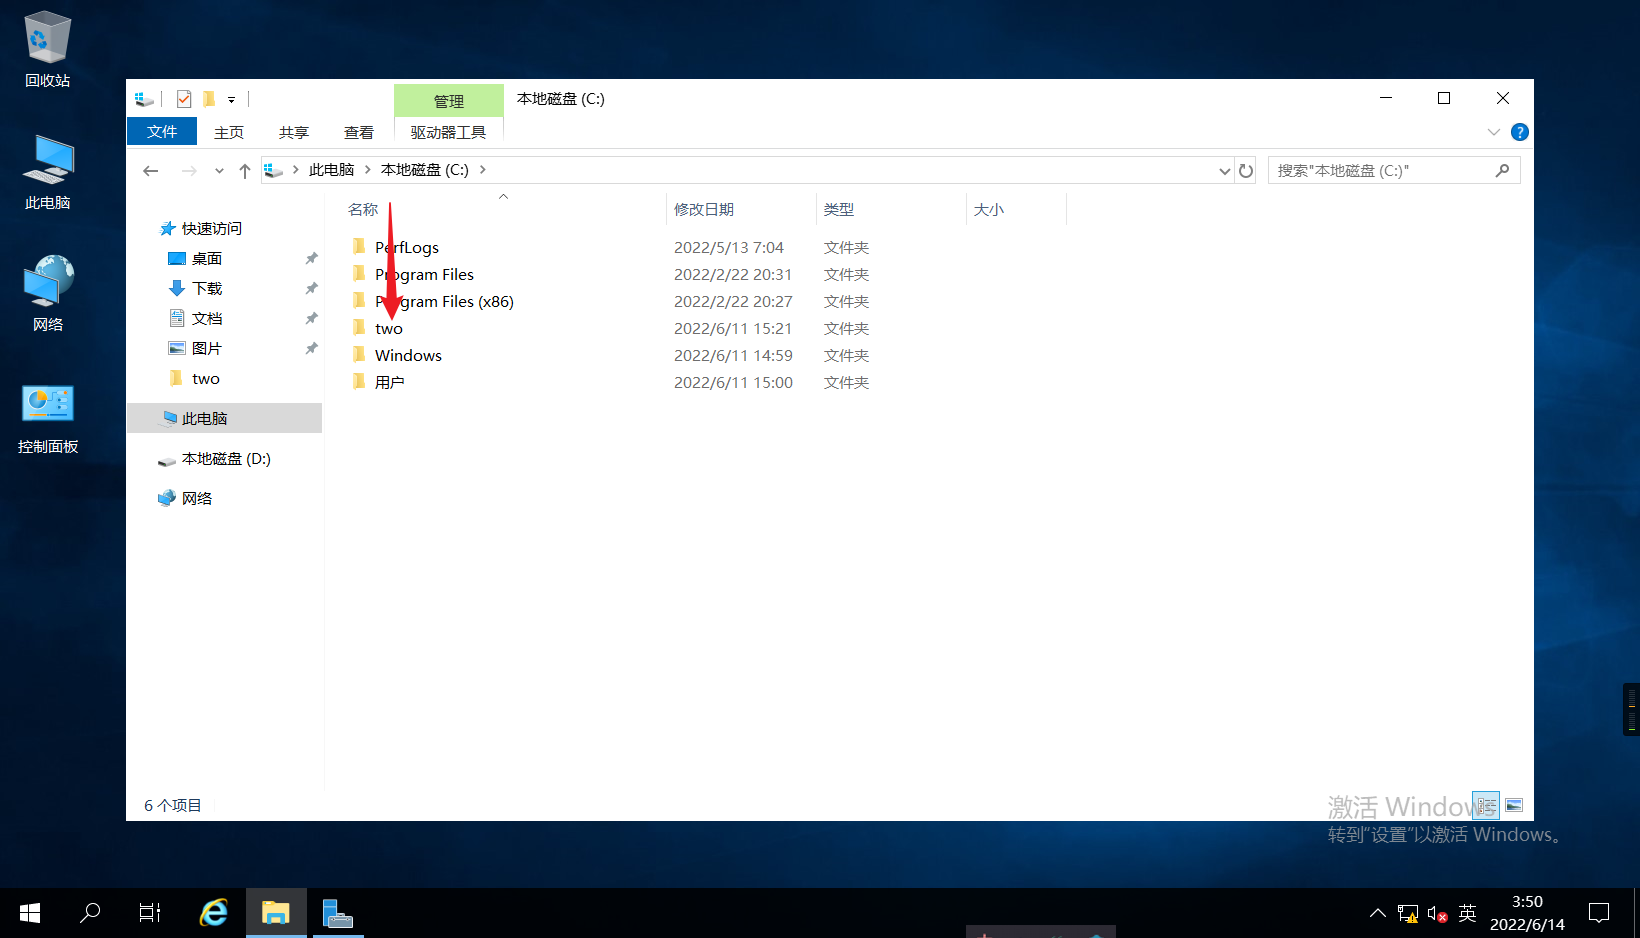 回收站
此电脑
网络
控制面板
管理
本地磁盘 (C:)
文件
主页
共享
查看
驱动器工具
此电脑
本地磁盘 (C:)
搜索"本地磁盘 (C:)"
快速访问
桌面
下载
文档
图片
two
此电脑
本地磁盘 (D:)
网络
名称 修改日期 类型 大小
PerfLogs 2022/5/13 7:04 文件夹
Program Files 2022/2/22 20:31 文件夹
Program Files (x86) 2022/2/22 20:27 文件夹
two 2022/6/11 15:21 文件夹
Windows 2022/6/11 14:59 文件夹
用户 2022/6/11 15:00 文件夹
6 个项目
激活 Windows
转到"设置"以激活 Windows。
英
3:50
2022/6/14